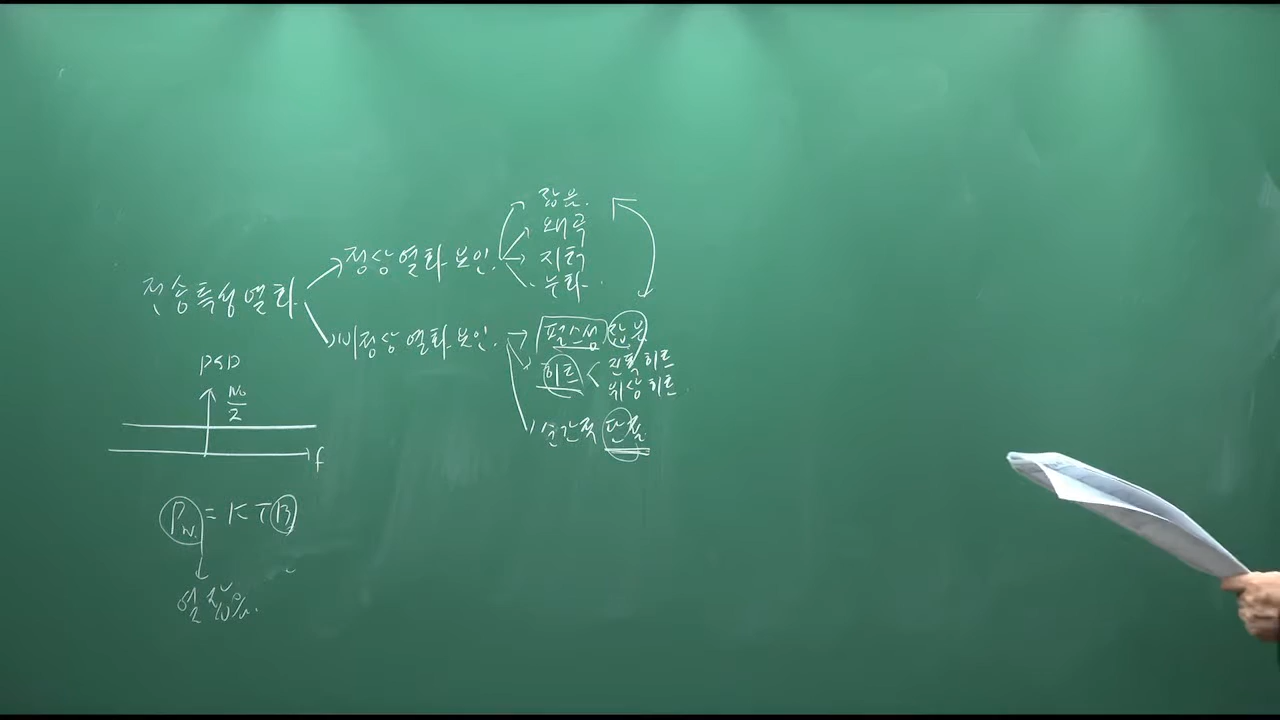 잡음.
왜곡
지터
누화.
정상 열화 요인.
전송특성 열화
비정상 열화 요인.
펄스성 잡음
히트 < 진폭 히트
위상 히트.
순간적 단절
PSD
N₀/2
f
Pₙ. = KTB
열잡음.